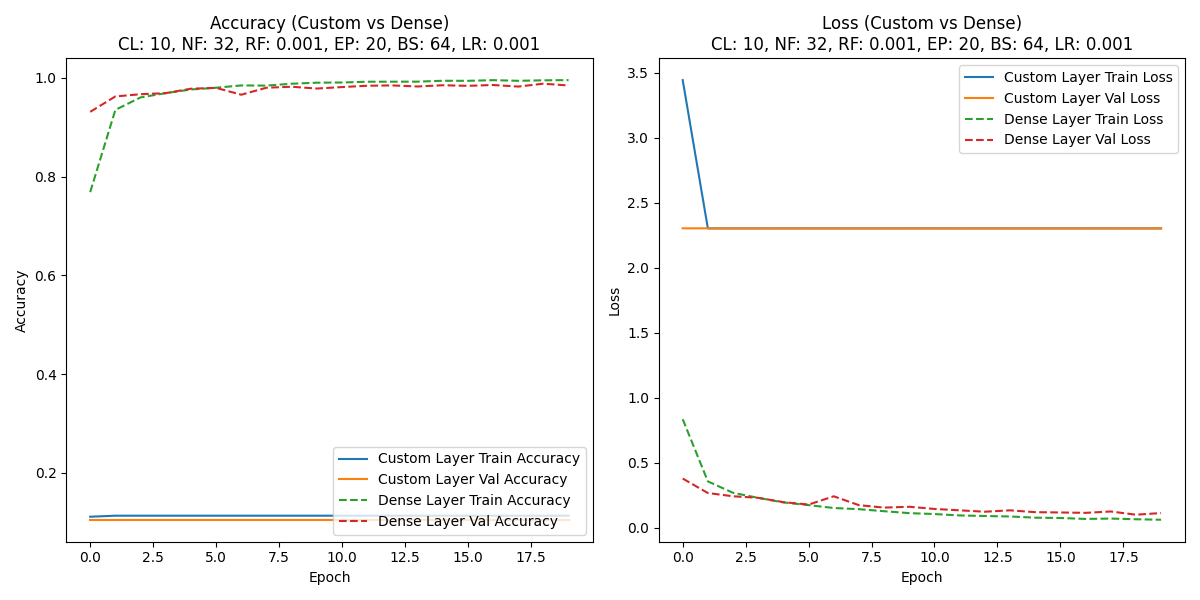 Accuracy (Custom vs Dense)
CL: 10, NF: 32, RF: 0.001, EP: 20, BS: 64, LR: 0.001
1.0
0.8
0.6
0.4
0.2
Accuracy
Custom Layer Train Accuracy
Custom Layer Val Accuracy
Dense Layer Train Accuracy
Dense Layer Val Accuracy
0.0 2.5 5.0 7.5 10.0 12.5 15.0 17.5
Epoch
Loss (Custom vs Dense)
CL: 10, NF: 32, RF: 0.001, EP: 20, BS: 64, LR: 0.001
Custom Layer Train Loss
Custom Layer Val Loss
Dense Layer Train Loss
Dense Layer Val Loss
3.5
3.0
2.5
2.0
1.5
1.0
0.5
0.0
Loss
0.0 2.5 5.0 7.5 10.0 12.5 15.0 17.5
Epoch